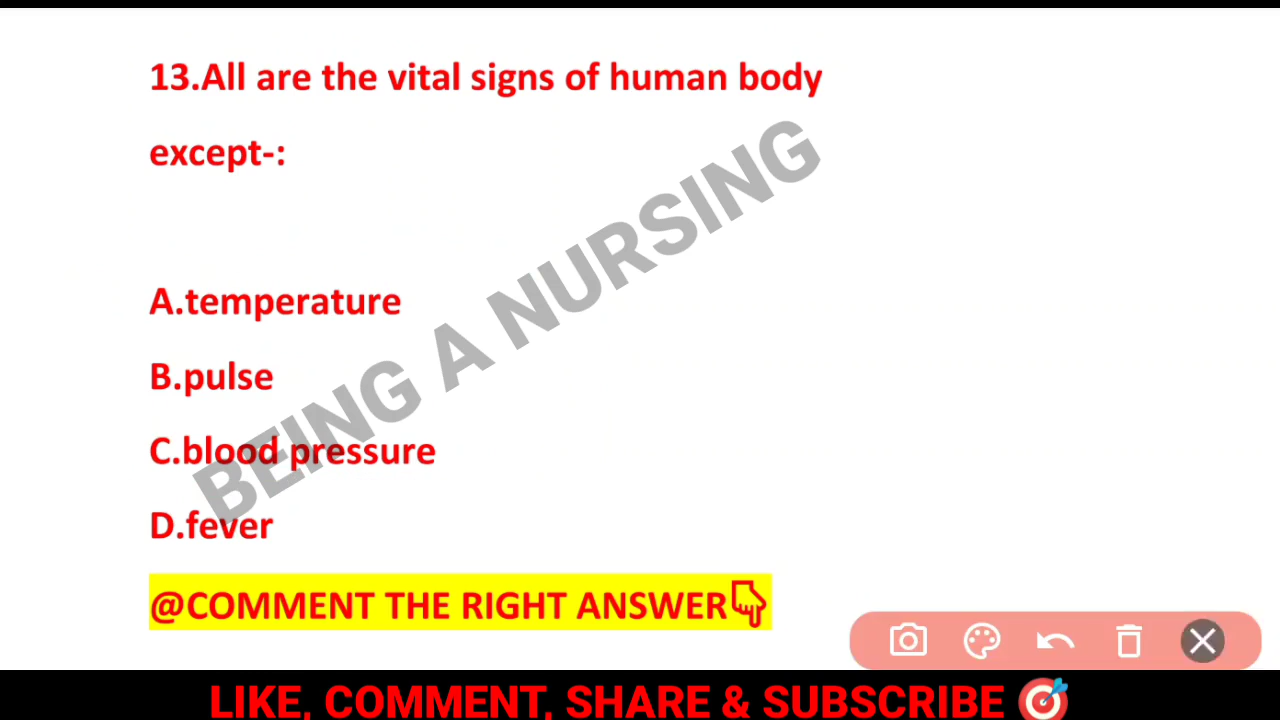 13.All are the vital signs of human body
except-:
A.temperature
B.pulse
C.blood pressure
D.fever
BEING A NURSING
@COMMENT THE RIGHT ANSWER👇
LIKE, COMMENT, SHARE & SUBSCRIBE 🎯